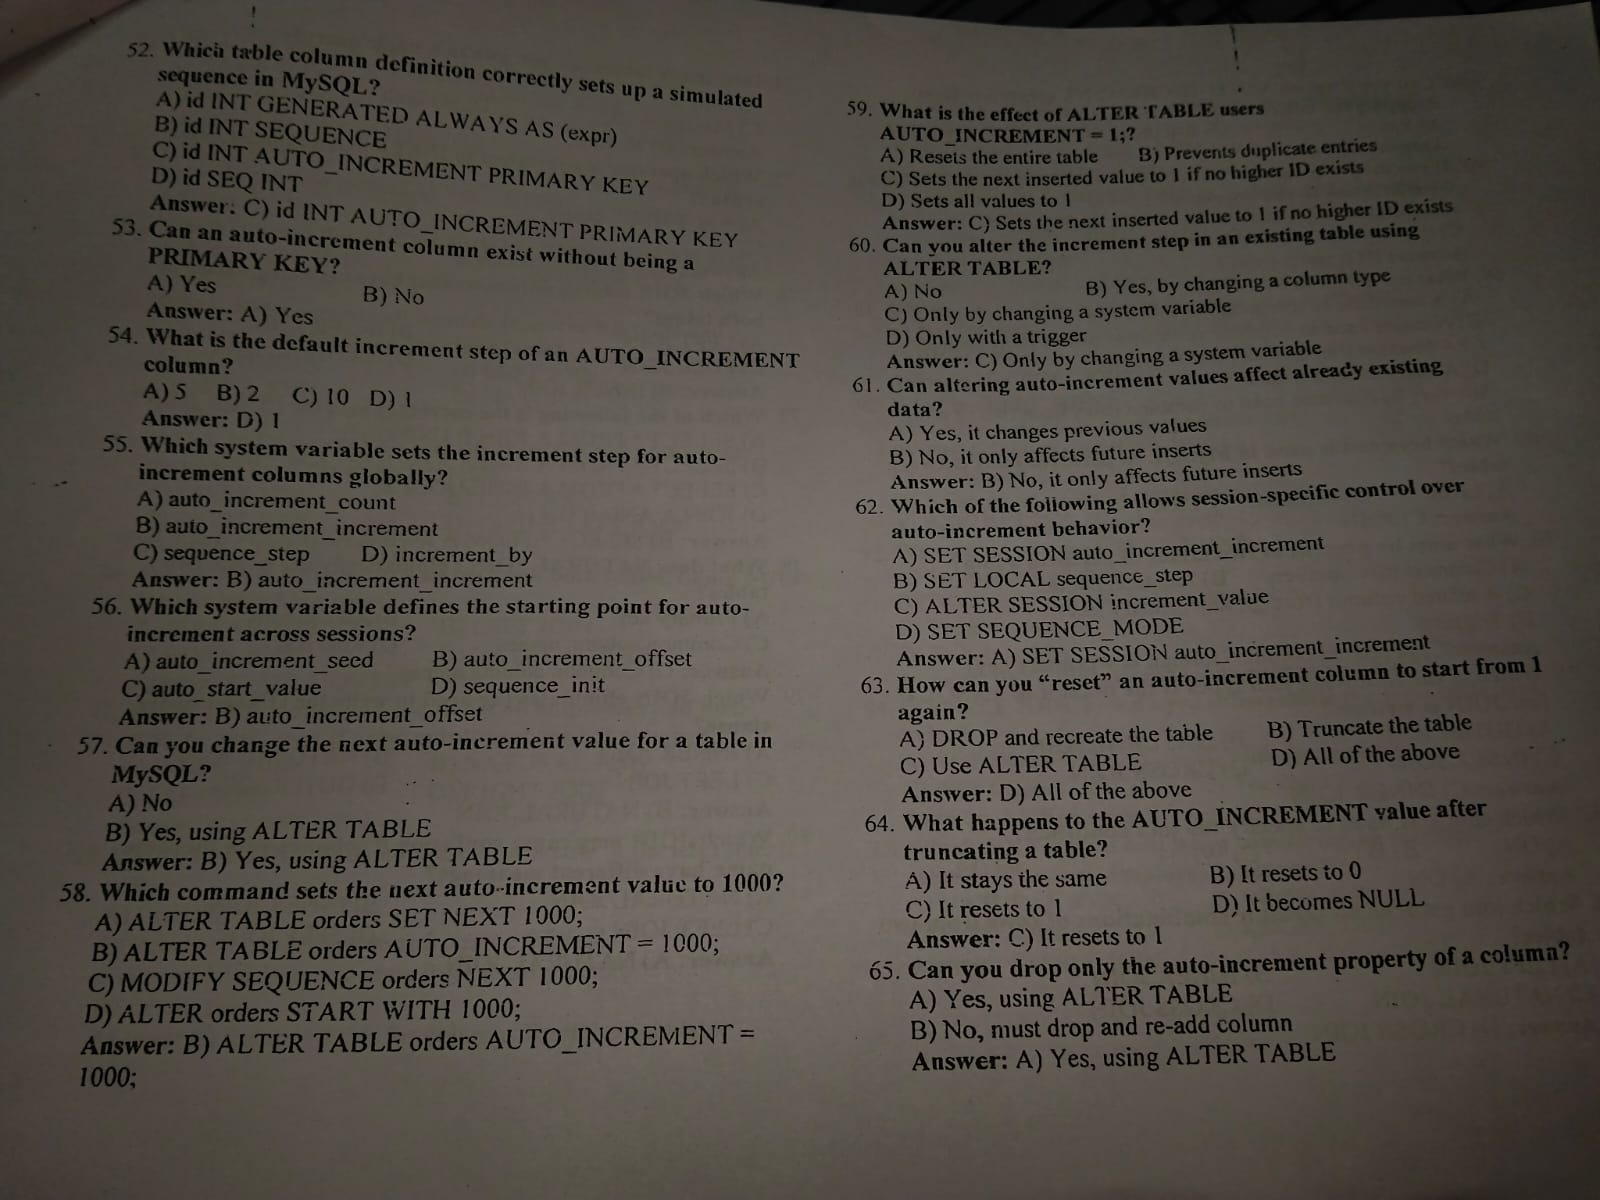 52. Which table column definition correctly sets up a simulated
sequence in MySQL?
A) id INT GENERATED ALWAYS AS (expr)
B) id INT SEQUENCE
C) id INT AUTO_INCREMENT PRIMARY KEY
D) id SEQ INT
Answer: C) id INT AUTO_INCREMENT PRIMARY KEY
53. Can an auto-increment column exist without being a
PRIMARY KEY?
A) Yes B) No
Answer: A) Yes
54. What is the default increment step of an AUTO_INCREMENT
column?
A) 5 B) 2 C) 10 D) 1
Answer: D) 1
55. Which system variable sets the increment step for auto-
increment columns globally?
A) auto_increment_count
B) auto_increment_increment
C) sequence_step D) increment_by
Answer: B) auto_increment_increment
56. Which system variable defines the starting point for auto-
increment across sessions?
A) auto_increment_seed B) auto_increment_offset
C) auto_start_value D) sequence_init
Answer: B) auto_increment_offset
57. Can you change the next auto-increment value for a table in
MySQL?
A) No
B) Yes, using ALTER TABLE
Answer: B) Yes, using ALTER TABLE
58. Which command sets the next auto-increment value to 1000?
A) ALTER TABLE orders SET NEXT 1000;
B) ALTER TABLE orders AUTO_INCREMENT = 1000;
C) MODIFY SEQUENCE orders NEXT 1000;
D) ALTER orders START WITH 1000;
Answer: B) ALTER TABLE orders AUTO_INCREMENT =
1000;
59. What is the effect of ALTER TABLE users
AUTO_INCREMENT = 1;?
A) Resets the entire table B) Prevents duplicate entries
C) Sets the next inserted value to 1 if no higher ID exists
D) Sets all values to 1
Answer: C) Sets the next inserted value to 1 if no higher ID exists
60. Can you alter the increment step in an existing table using
ALTER TABLE?
A) No B) Yes, by changing a column type
C) Only by changing a system variable
D) Only with a trigger
Answer: C) Only by changing a system variable
61. Can altering auto-increment values affect already existing
data?
A) Yes, it changes previous values
B) No, it only affects future inserts
Answer: B) No, it only affects future inserts
62. Which of the following allows session-specific control over
auto-increment behavior?
A) SET SESSION auto_increment_increment
B) SET LOCAL sequence_step
C) ALTER SESSION increment_value
D) SET SEQUENCE_MODE
Answer: A) SET SESSION auto_increment_increment
63. How can you “reset” an auto-increment column to start from 1
again?
A) DROP and recreate the table B) Truncate the table
C) Use ALTER TABLE D) All of the above
Answer: D) All of the above
64. What happens to the AUTO_INCREMENT value after
truncating a table?
A) It stays the same B) It resets to 0
C) It resets to 1 D) It becomes NULL
Answer: C) It resets to 1
65. Can you drop only the auto-increment property of a column?
A) Yes, using ALTER TABLE
B) No, must drop and re-add column
Answer: A) Yes, using ALTER TABLE